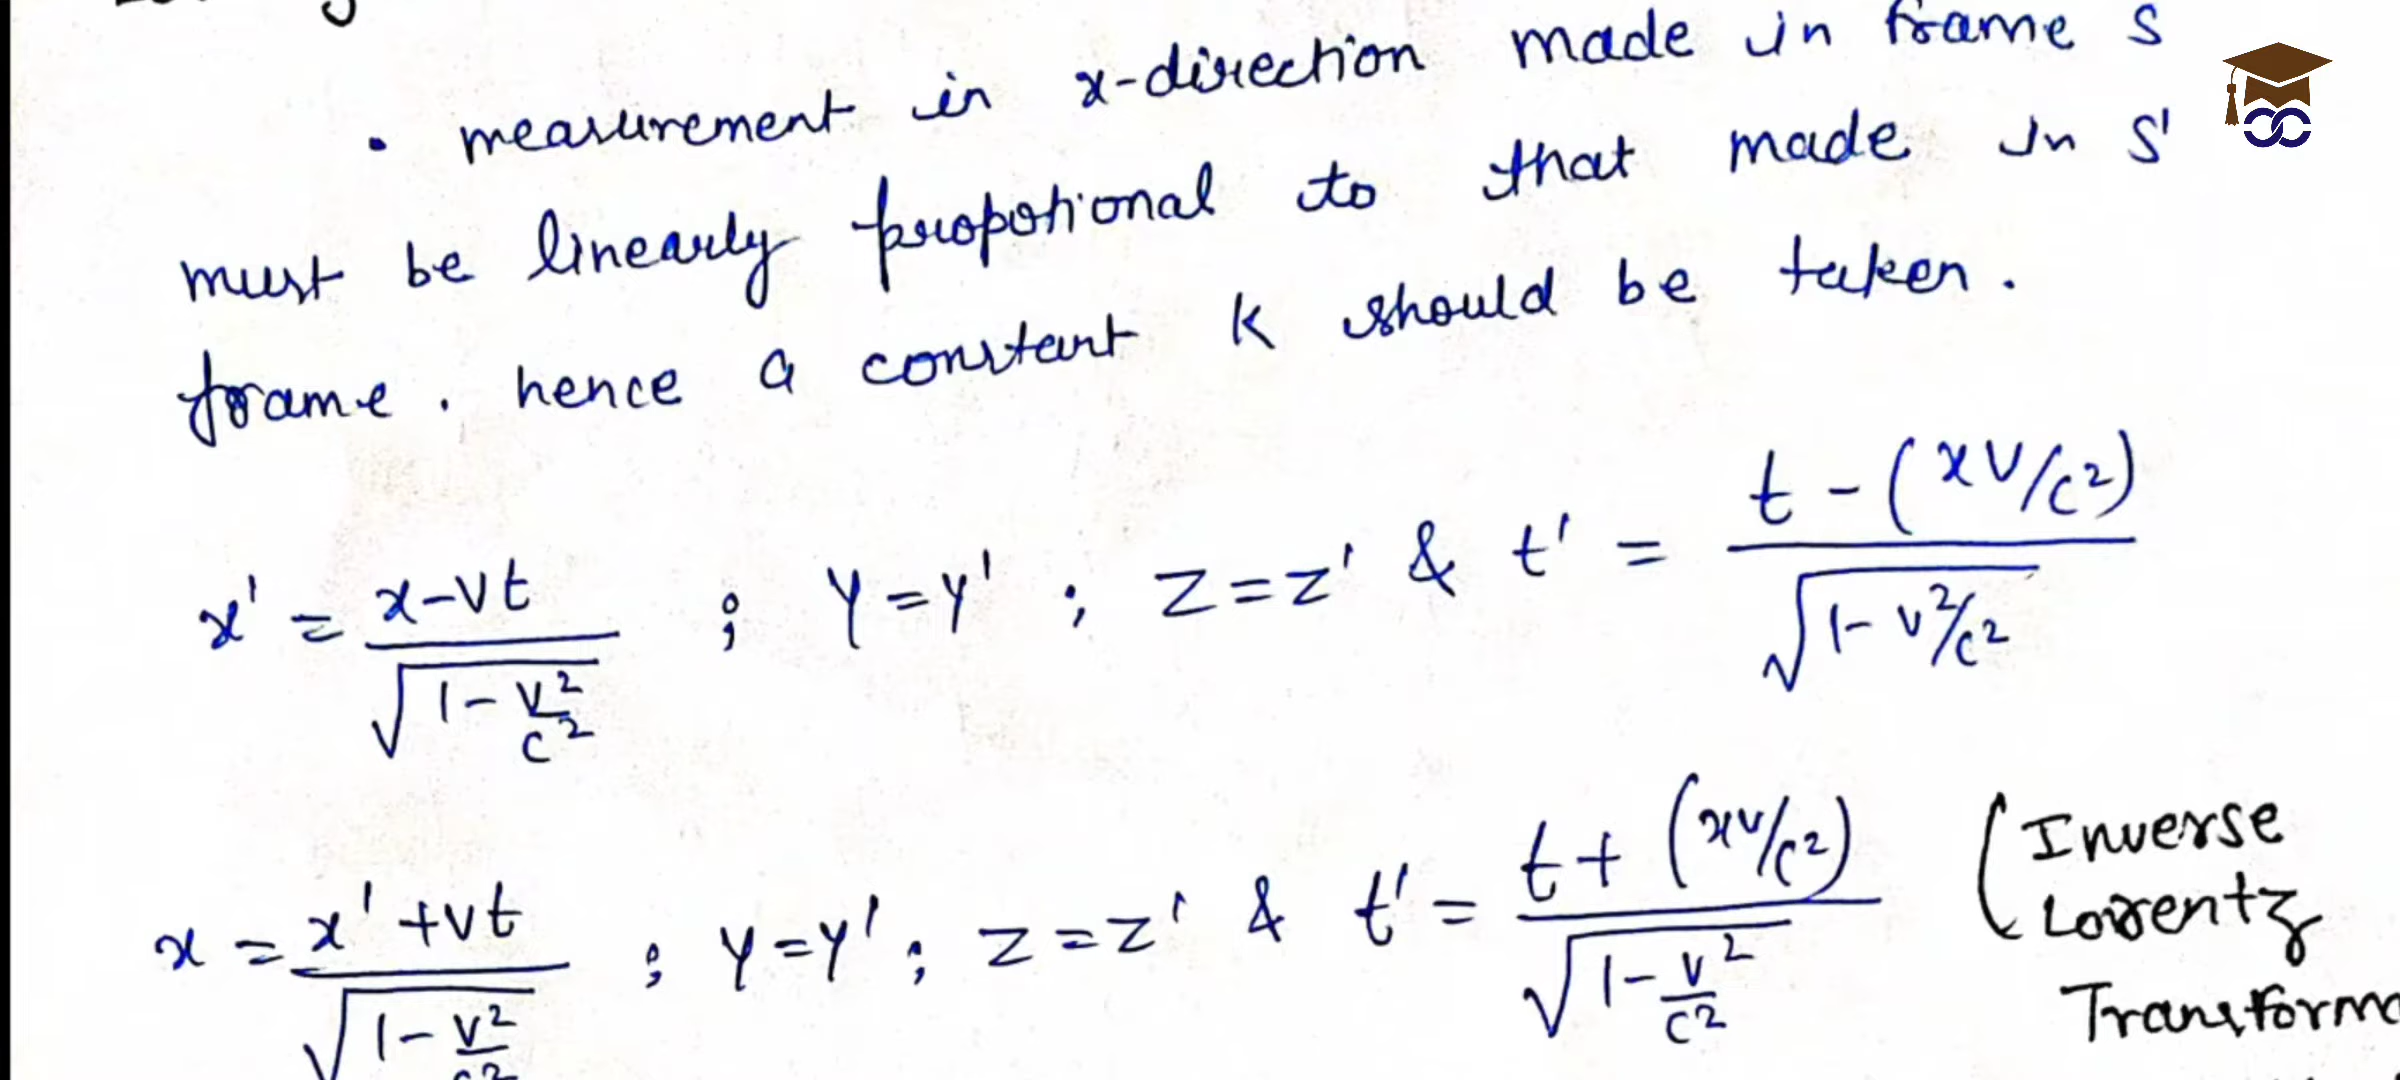 • measurement in x-direction made in frame S
must be linearly propotional to that made in S'
frame. hence a constant K should be taken.
x' = x-vt / √(1 - v²/c²) ; Y = Y' ; Z = Z' & t' = t - (xv/c²) / √(1 - v²/c²)
x = x' + vt / √(1 - v²/c²) ; Y = Y' ; Z = Z' & t' = t + (xv/c²) / √(1 - v²/c²) (Inverse
Lorentz